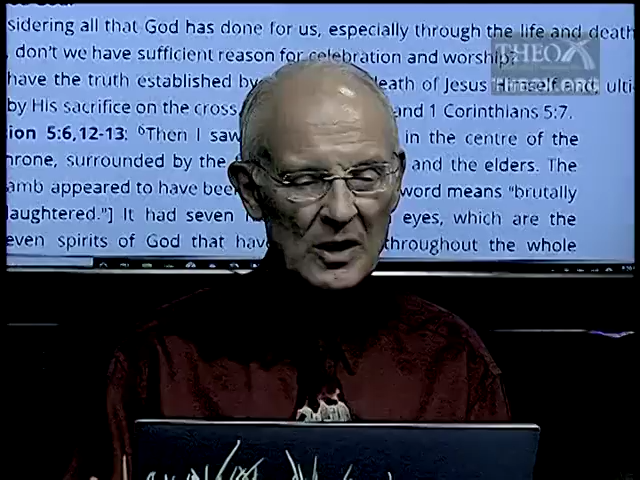 sidering all that God has done for us, especially through the life and death
don't we have sufficient reason for celebration and worship?
THEO
have the truth established by death of Jesus Himself and, ulti-
by His sacrifice on the cross and 1 Corinthians 5:7.
ion 5:6,12-13: ⁶Then I saw in the centre of the
hrone, surrounded by the and the elders. The
amb appeared to have been word means "brutally
laughtered."] It had seven eyes, which are the
even spirits of God that have throughout the whole